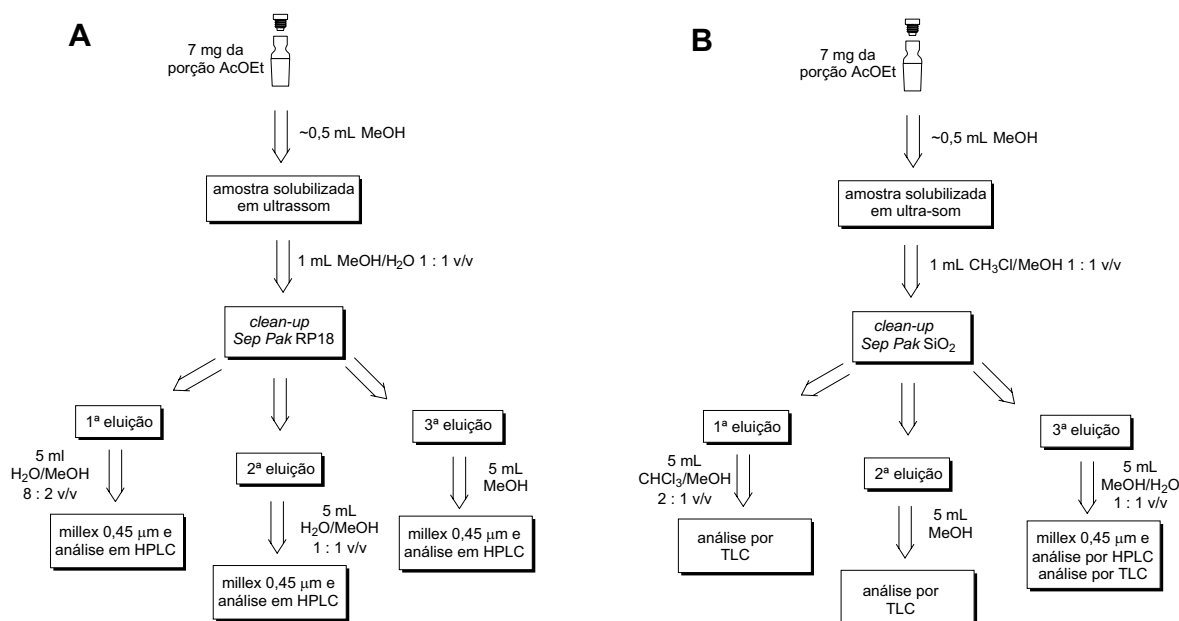 A
7 mg da
porção AcOEt
~0,5 mL MeOH
amostra solubilizada
em ultrassom
1 mL MeOH/H₂O 1 : 1 v/v
clean-up
Sep Pak RP18
1ª eluição
5 ml
H₂O/MeOH
8 : 2 v/v
millex 0,45 μm e
análise em HPLC
2ª eluição
5 mL
H₂O/MeOH
1 : 1 v/v
millex 0,45 μm e
análise em HPLC
3ª eluição
5 mL
MeOH
millex 0,45 μm e
análise em HPLC
B
7 mg da
porção AcOEt
~0,5 mL MeOH
amostra solubilizada
em ultra-som
1 mL CH₃Cl/MeOH 1 : 1 v/v
clean-up
Sep Pak SiO₂
1ª eluição
5 mL
CHCl₃/MeOH
2 : 1 v/v
análise por
TLC
2ª eluição
5 mL
MeOH
análise por
TLC
3ª eluição
5 mL
MeOH/H₂O
1 : 1 v/v
millex 0,45 μm e
análise por HPLC
análise por TLC